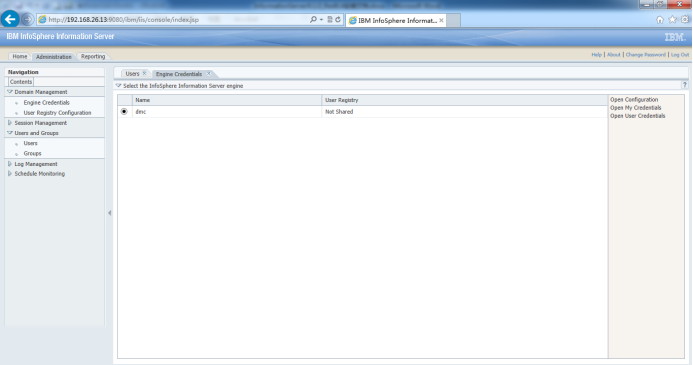 http://192.168.26.13:9080/ibm/iis/console/index.jsp
IBM InfoSphere Informat...
IBM InfoSphere Information Server
IBM.
Home Administration Reporting
Help | About | Change Password | Log Out
Navigation
Contents
Domain Management
Engine Credentials
User Registry Configuration
Session Management
Users and Groups
Users
Groups
Log Management
Schedule Monitoring
Users Engine Credentials
Select the InfoSphere Information Server engine
?
Name User Registry
dmc Not Shared
Open Configuration
Open My Credentials
Open User Credentials